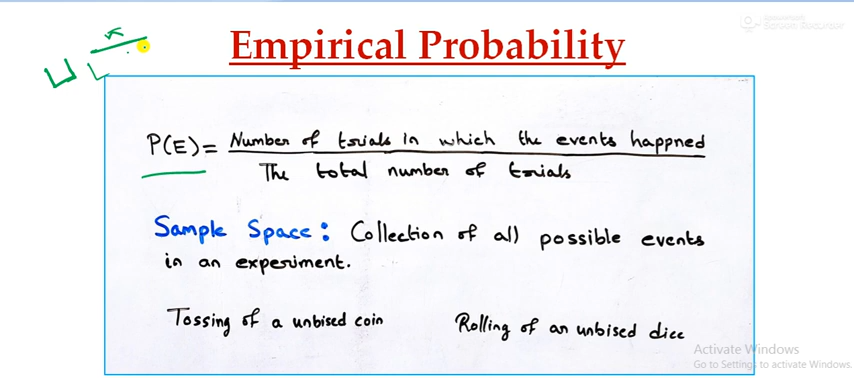 Empirical Probability
P(E) = Number of trials in which the events happned
The total number of trials
Sample Space: Collection of all possible events
in an experiment.
Tossing of a unbised coin
Rolling of an unbised dice
Activate Windows
Go to Settings to activate Windows.
Screen Recorder